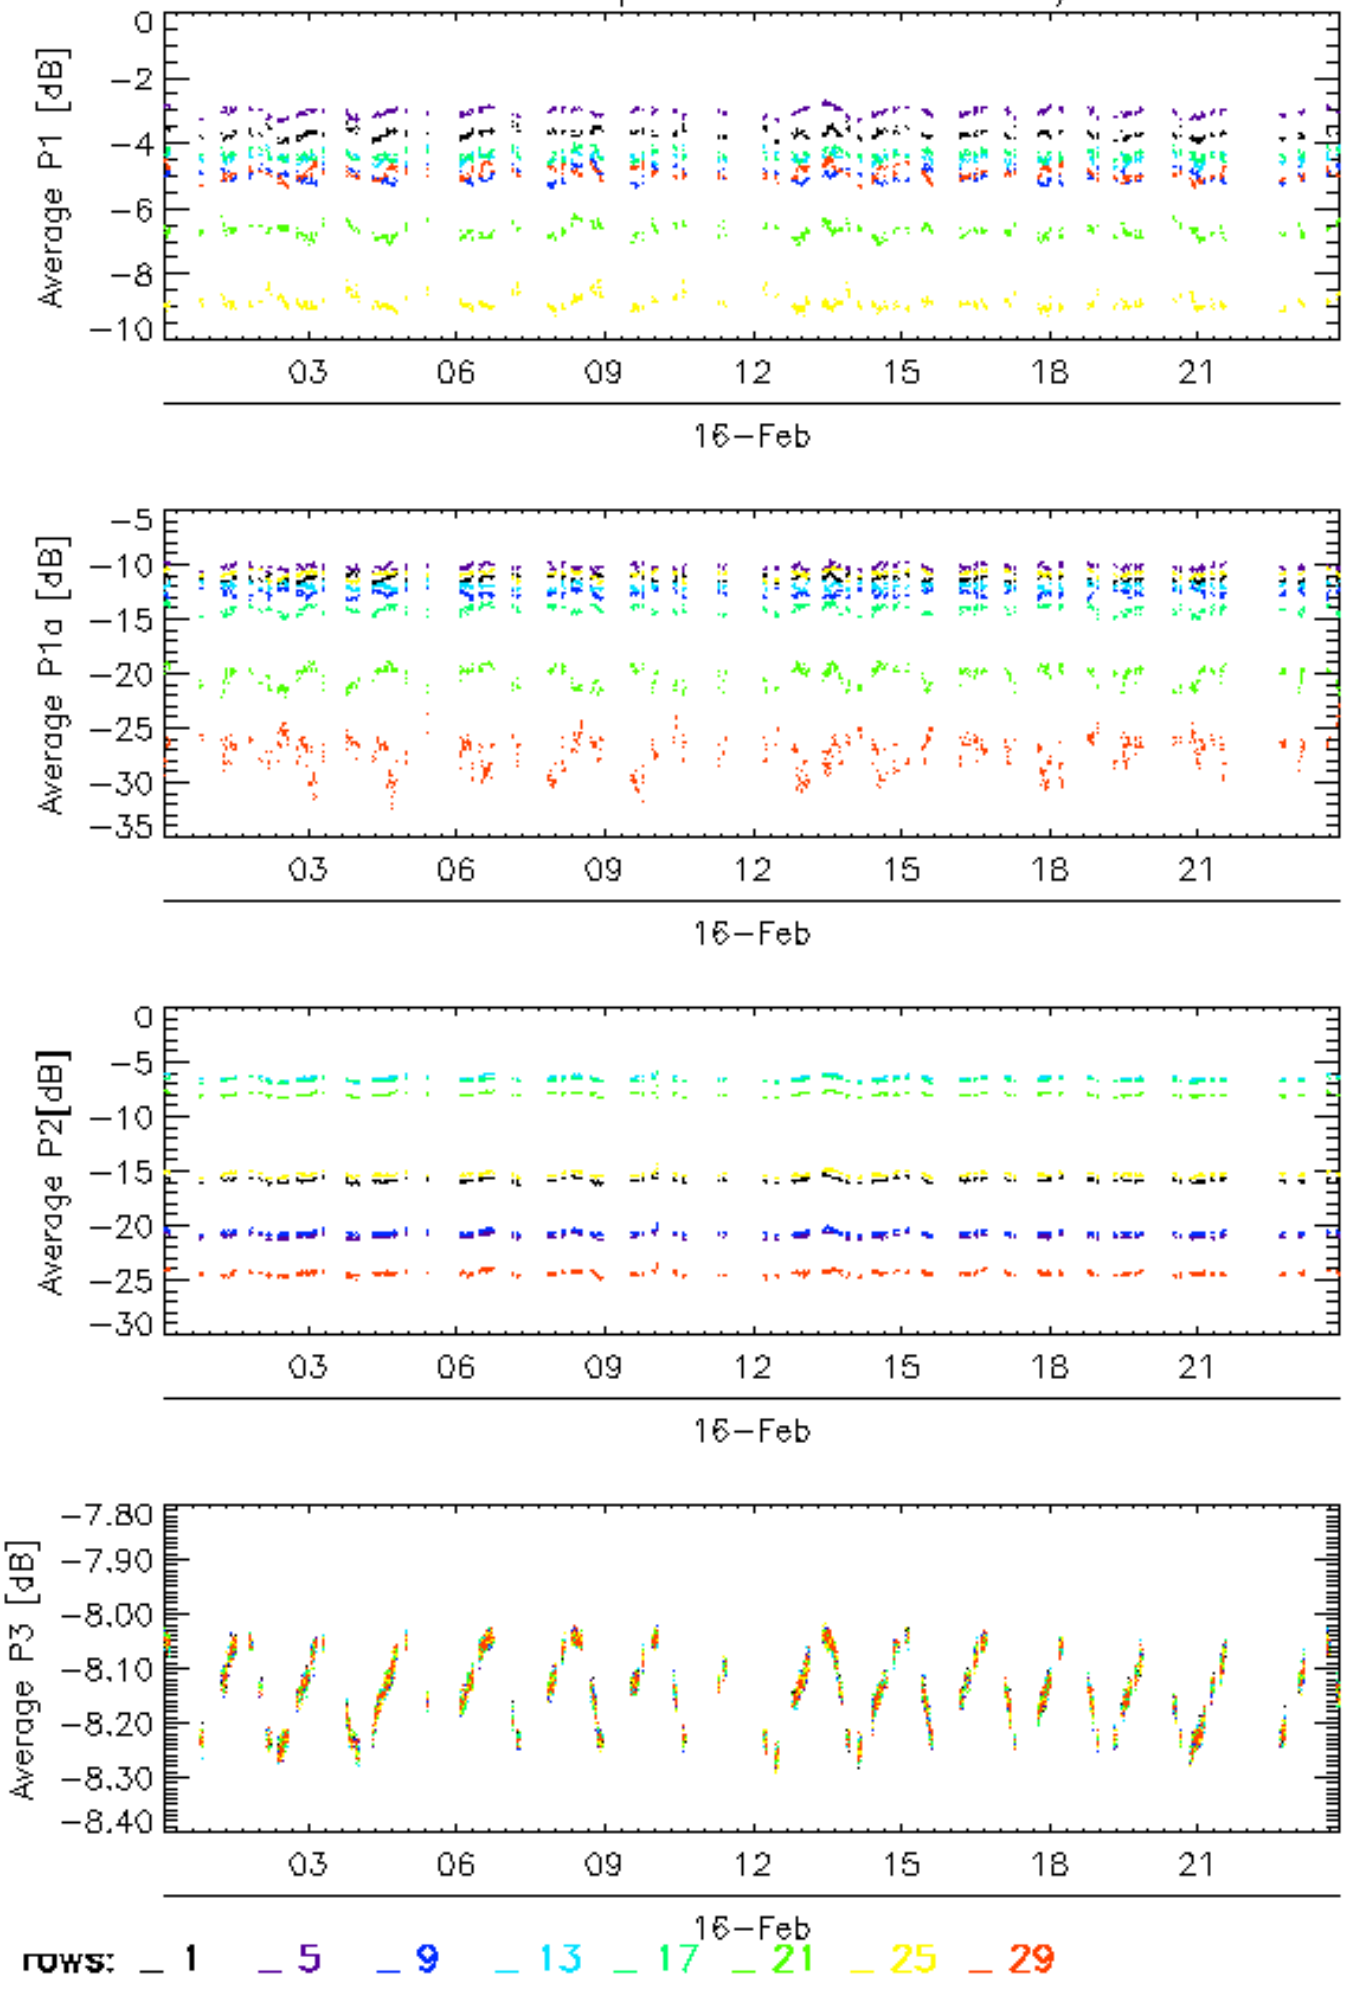 Average P1 [dB]
0
−2
−4
−6
−8
−10
03 06 09 12 15 18 21
16−Feb
Average P1a [dB]
−5
−10
−15
−20
−25
−30
−35
03 06 09 12 15 18 21
16−Feb
Average P2[dB]
0
−5
−10
−15
−20
−25
−30
03 06 09 12 15 18 21
16−Feb
Average P3 [dB]
−7.80
−7.90
−8.00
−8.10
−8.20
−8.30
−8.40
03 06 09 12 15 18 21
16−Feb
rows: _ 1 _ 5 _ 9 _ 13 _ 17 _ 21 _ 25 _ 29